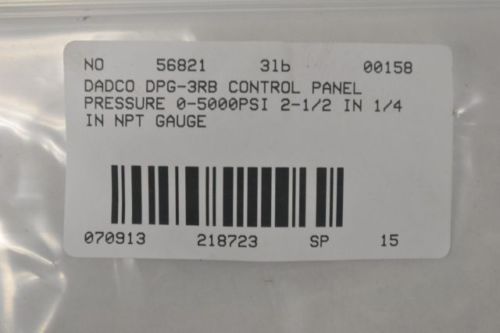 NO 56821 3lb 00158
DADCO DPG-3RB CONTROL PANEL
PRESSURE 0-5000PSI 2-1/2 IN 1/4
IN NPT GAUGE
070913 218723 SP 15